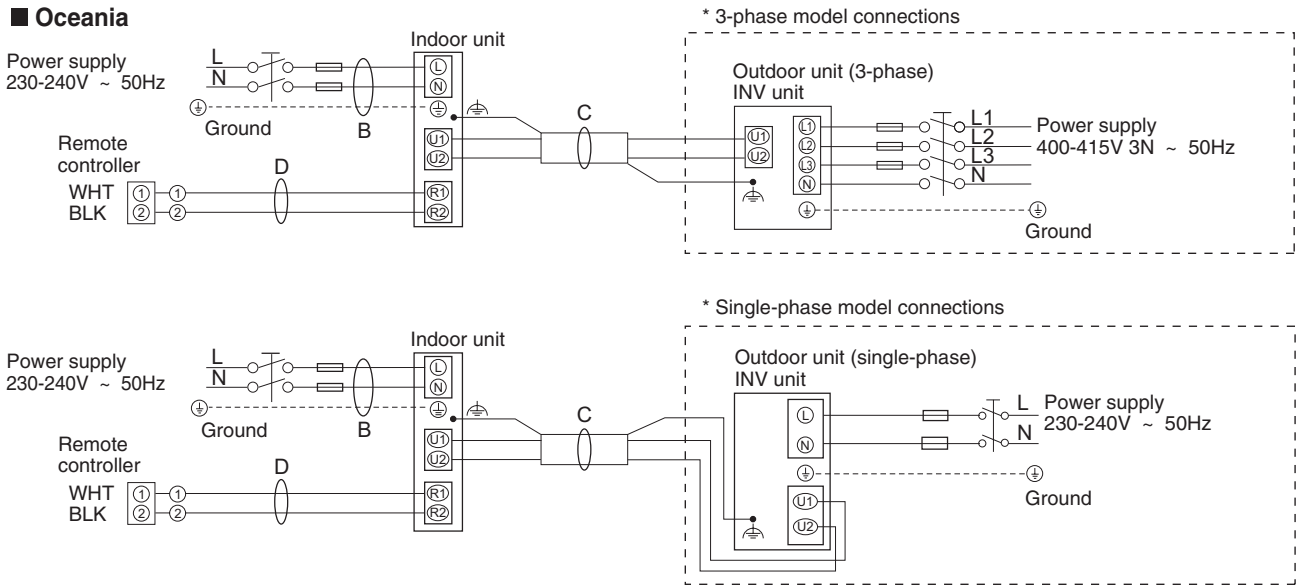 ■ Oceania
* 3-phase model connections
Indoor unit
Power supply
230-240V ~ 50Hz
L
N
L
N
Ground
B
Outdoor unit (3-phase)
INV unit
C
U1
U2
U1
U2
L1
L2
L3
N
L1
L2
L3
N
Power supply
400-415V 3N ~ 50Hz
Ground
Remote
controller
WHT 1 1
BLK 2 2
D
R1
R2
* Single-phase model connections
Indoor unit
Power supply
230-240V ~ 50Hz
L
N
L
N
Ground
B
Outdoor unit (single-phase)
INV unit
C
U1
U2
L
N
L
N
Power supply
230-240V ~ 50Hz
Ground
U1
U2
Remote
controller
WHT 1 1
BLK 2 2
D
R1
R2